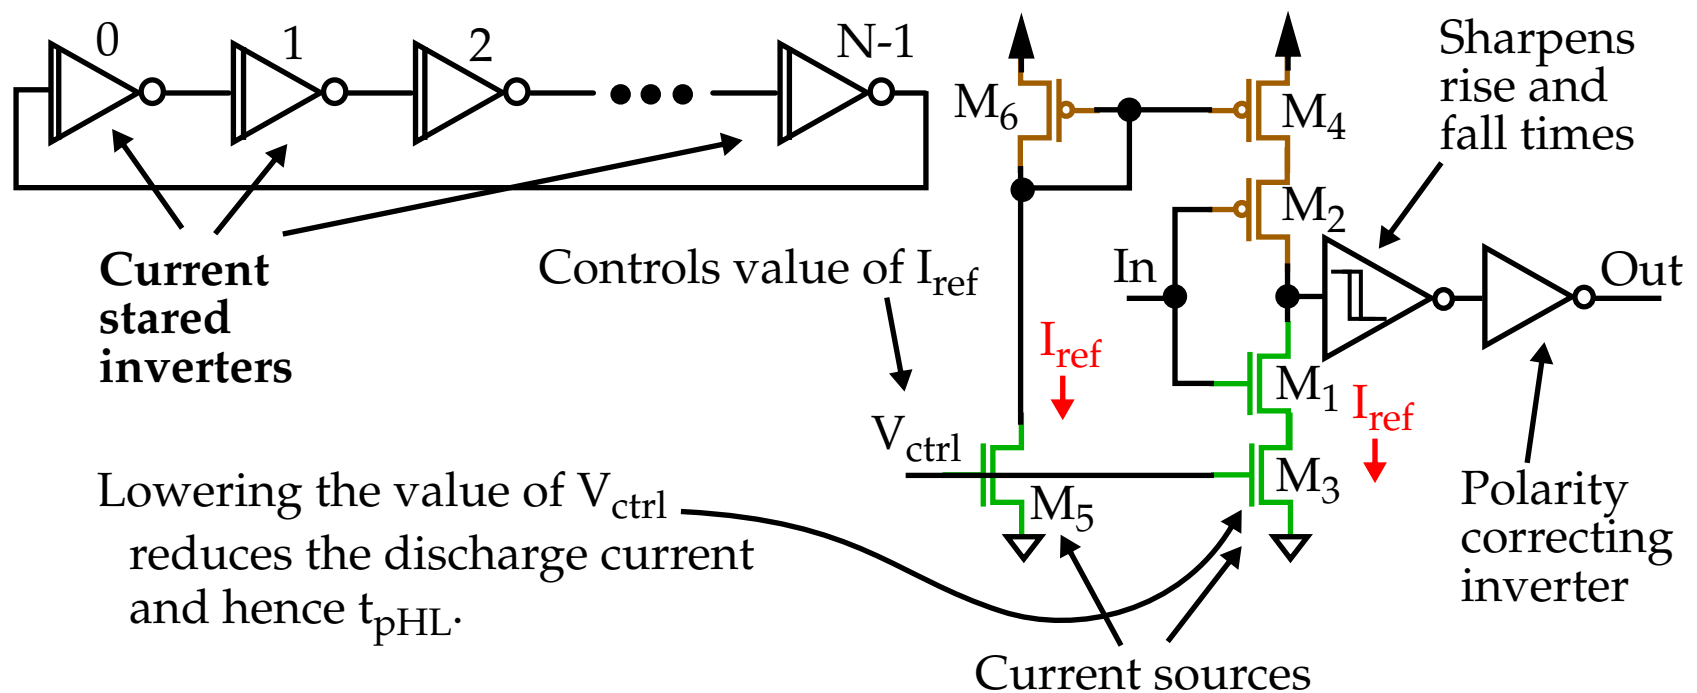 0
1
2
N-1
Current
stared
inverters
Controls value of Iref
Lowering the value of Vctrl
reduces the discharge current
and hence tpHL.
M6
M4
M2
In
Iref
M1
Iref
Vctrl
M5
M3
Current sources
Sharpens
rise and
fall times
Out
Polarity
correcting
inverter